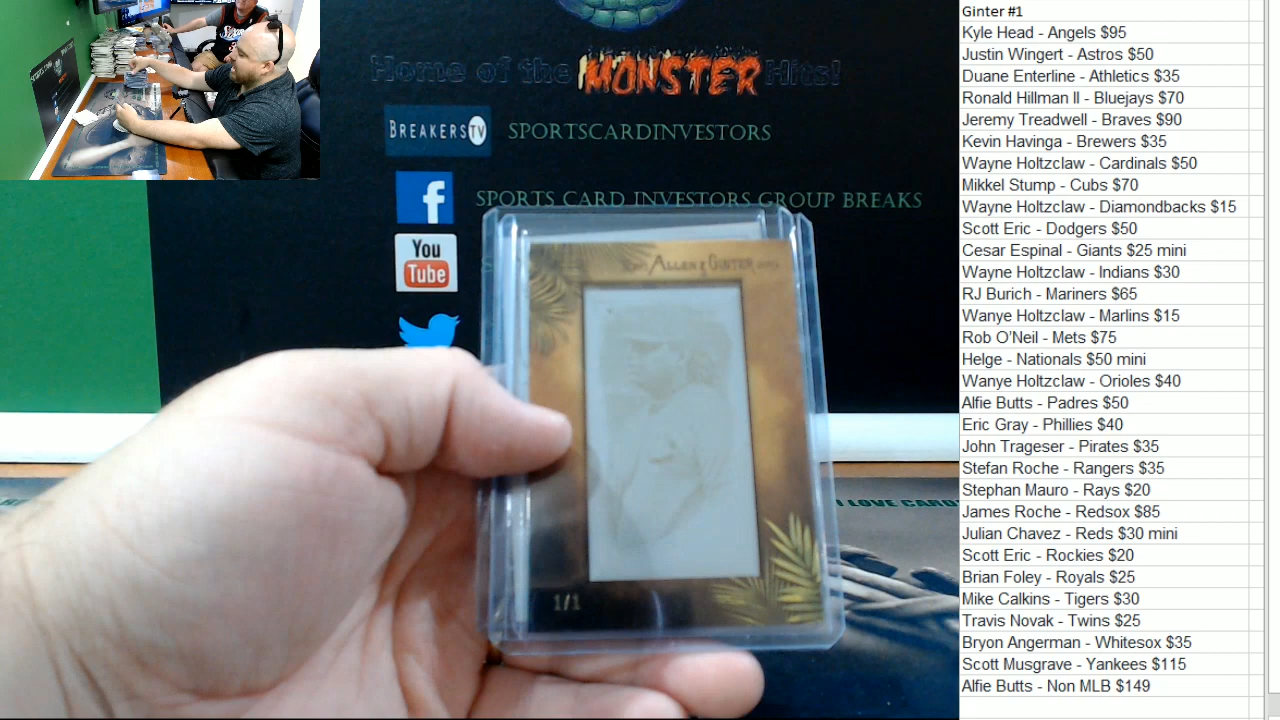 Home of the MONSTER Hits!
BREAKERS TV SPORTSCARDINVESTORS
f SPORTS CARD INVESTORS GROUP BREAKS
You
Tube
ALLEN & GINTER
1/1
I LOVE CARD
Ginter #1
Kyle Head - Angels $95
Justin Wingert - Astros $50
Duane Enterline - Athletics $35
Ronald Hillman II - Bluejays $70
Jeremy Treadwell - Braves $90
Kevin Havinga - Brewers $35
Wayne Holtzclaw - Cardinals $50
Mikkel Stump - Cubs $70
Wayne Holtzclaw - Diamondbacks $15
Scott Eric - Dodgers $50
Cesar Espinal - Giants $25 mini
Wayne Holtzclaw - Indians $30
RJ Burich - Mariners $65
Wanye Holtzclaw - Marlins $15
Rob O'Neil - Mets $75
Helge - Nationals $50 mini
Wanye Holtzclaw - Orioles $40
Alfie Butts - Padres $50
Eric Gray - Phillies $40
John Trageser - Pirates $35
Stefan Roche - Rangers $35
Stephan Mauro - Rays $20
James Roche - Redsox $85
Julian Chavez - Reds $30 mini
Scott Eric - Rockies $20
Brian Foley - Royals $25
Mike Calkins - Tigers $30
Travis Novak - Twins $25
Bryon Angerman - Whitesox $35
Scott Musgrave - Yankees $115
Alfie Butts - Non MLB $149